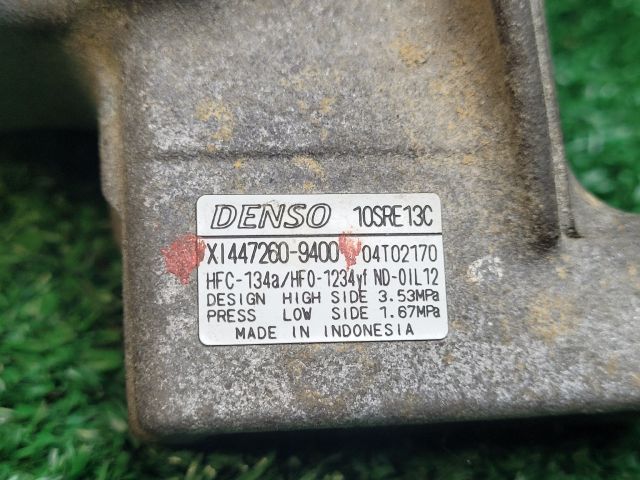 DENSO 10SRE13C
XI447260-9400 04T02170
HFC-134a/HFO-1234yf ND-OIL12
DESIGN HIGH SIDE 3.53MPa
PRESS LOW SIDE 1.67MPa
MADE IN INDONESIA